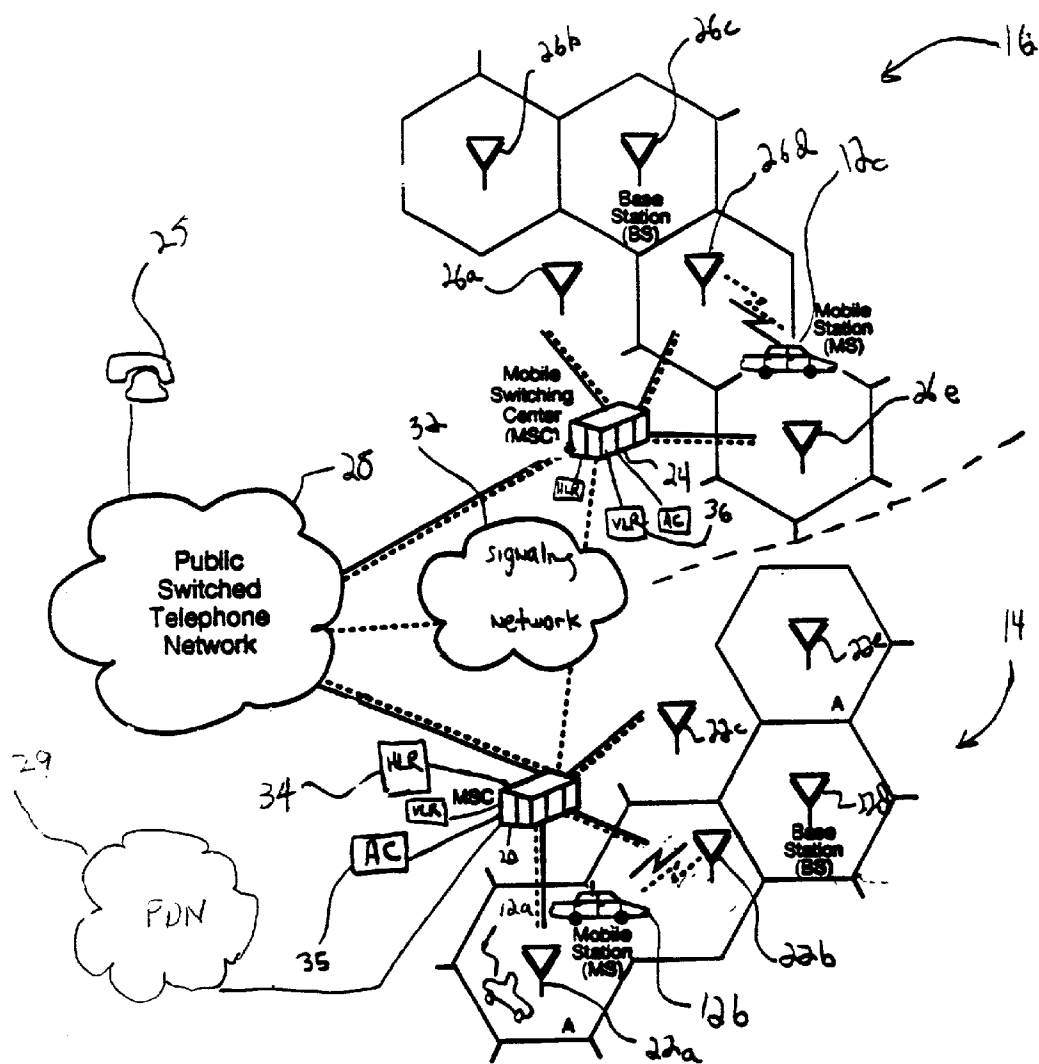 26b
26c
16
26d
12c
Base
Station
(BS)
25
26a
Mobile
Station
(MS)
Mobile
Switching
Center
(MSC)
26e
32
28
24
HLR
VLR
AC
36
Public
Switched
Telephone
Network
signaling
network
14
22e
A
22c
29
34
HLR
MSC
VLR
22d
Base
Station
(BS)
AC
20
PDN
12a
Mobile
Station
(MS)
35
22b
12b
A
22a